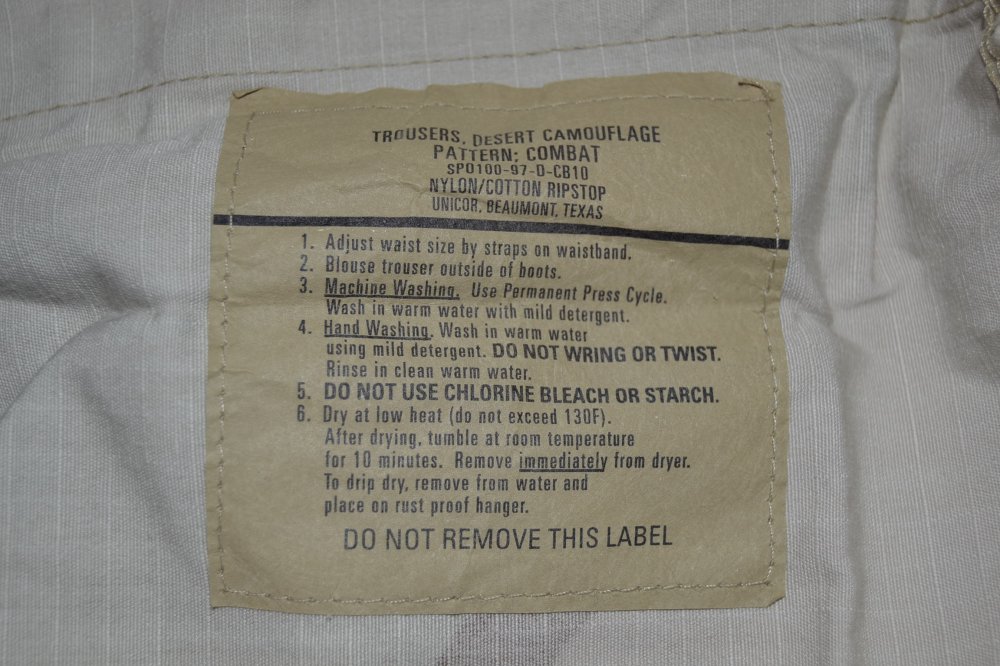 TROUSERS, DESERT CAMOUFLAGE
PATTERN; COMBAT
SPO100-97-D-CB10
NYLON/COTTON RIPSTOP
UNICOR, BEAUMONT, TEXAS
1. Adjust waist size by straps on waistband.
2. Blouse trouser outside of boots.
3. Machine Washing. Use Permanent Press Cycle.
Wash in warm water with mild detergent.
4. Hand Washing. Wash in warm water
using mild detergent. DO NOT WRING OR TWIST.
Rinse in clean warm water.
5. DO NOT USE CHLORINE BLEACH OR STARCH.
6. Dry at low heat (do not exceed 130F).
After drying, tumble at room temperature
for 10 minutes. Remove immediately from dryer.
To drip dry, remove from water and
place on rust proof hanger.
DO NOT REMOVE THIS LABEL